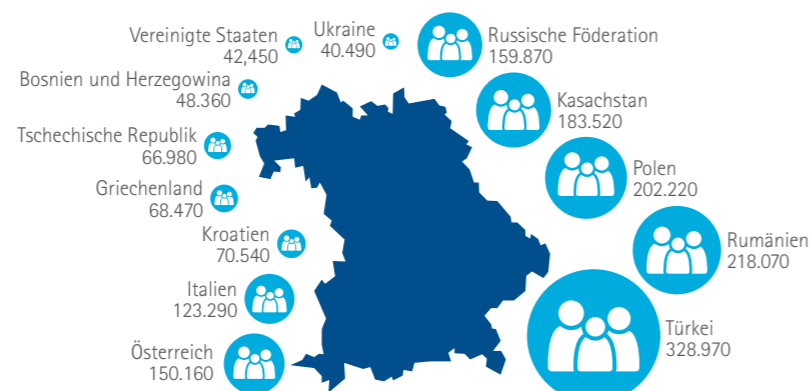 Vereinigte Staaten
42,450
Ukraine
40.490
Russische Föderation
159.870
Bosnien und Herzegowina
48.360
Kasachstan
183.520
Tschechische Republik
66.980
Polen
202.220
Griechenland
68.470
Kroatien
70.540
Rumänien
218.070
Italien
123.290
Türkei
328.970
Österreich
150.160